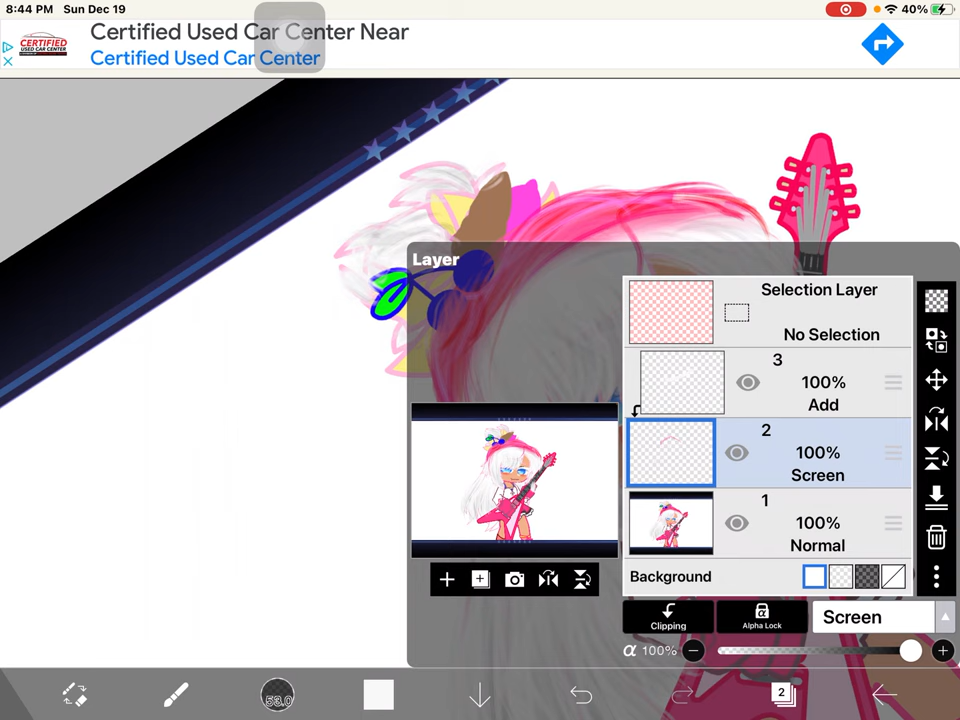 8:44 PM Sun Dec 19
40%
Certified Used Car Center Near
CERTIFIED
USED CAR CENTER
Certified Used Car Center
Layer
Selection Layer
No Selection
3
100%
Add
2
100%
Screen
1
100%
Normal
Background
Clipping
α
Alpha Lock
Screen
α 100%
53.0
2